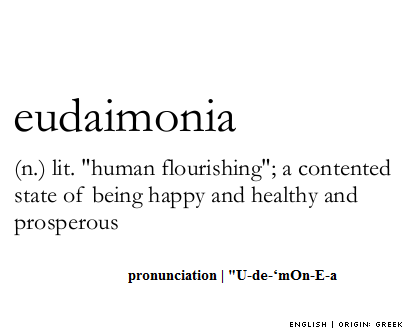 eudaimonia
(n.) lit. "human flourishing"; a contented
state of being happy and healthy and
prosperous
pronunciation | "U-de-‘mOn-E-a
ENGLISH | ORIGIN: GREEK